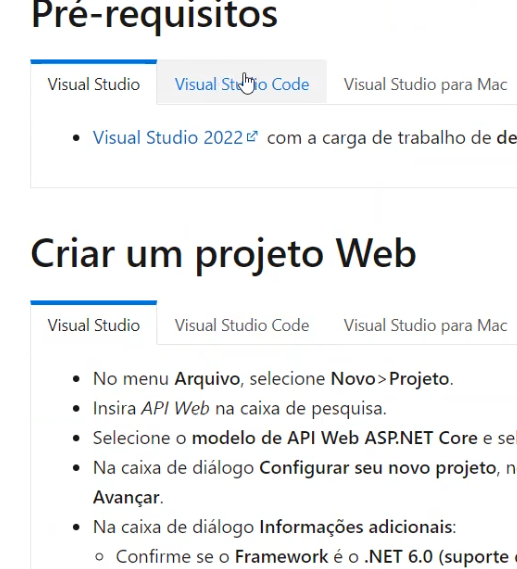 Pré-requisitos
Visual Studio Visual Studio Code Visual Studio para Mac
Visual Studio 2022 com a carga de trabalho de
Criar um projeto Web
Visual Studio Visual Studio Code Visual Studio para Mac
No menu Arquivo, selecione Novo>Projeto.
Insira API Web na caixa de pesquisa.
Selecione o modelo de API Web ASP.NET Core e
Na caixa de diálogo Configurar seu novo projeto,
Avançar.
Na caixa de diálogo Informações adicionais:
Confirme se o Framework é o .NET 6.0 (suporte